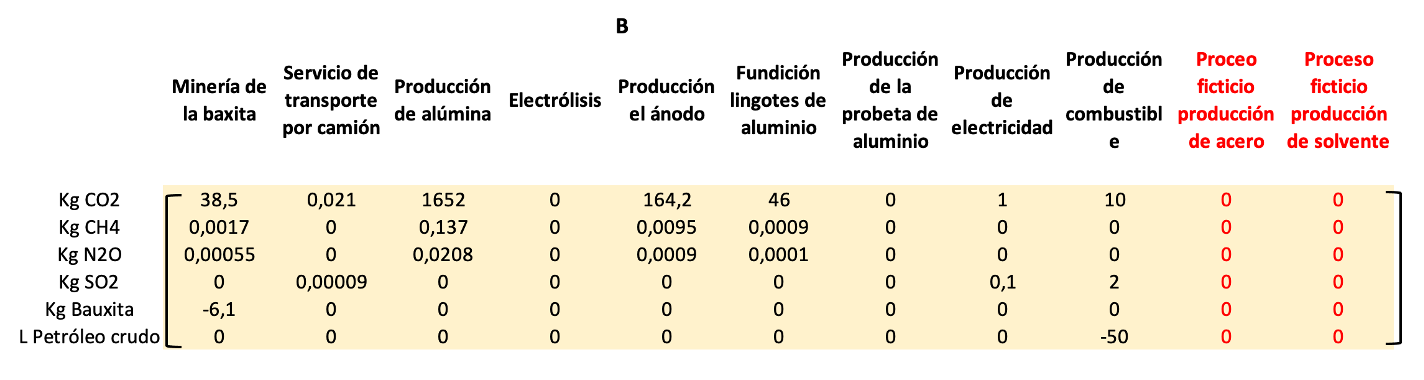 B
Minería de la baxita Servicio de transporte por camión Producción de alúmina Electrólisis Producción el ánodo Fundición lingotes de aluminio Producción de la probeta de aluminio Producción de electricidad Producción de combustibl e Proceo ficticio producción de acero Proceso ficticio producción de solvente
Kg CO2 38,5 0,021 1652 0 164,2 46 0 1 10 0 0
Kg CH4 0,0017 0 0,137 0 0,0095 0,0009 0 0 0 0 0
Kg N2O 0,00055 0 0,0208 0 0,0009 0,0001 0 0 0 0 0
Kg SO2 0 0,00009 0 0 0 0 0 0,1 2 0 0
Kg Bauxita -6,1 0 0 0 0 0 0 0 0 0 0
L Petróleo crudo 0 0 0 0 0 0 0 0 -50 0 0